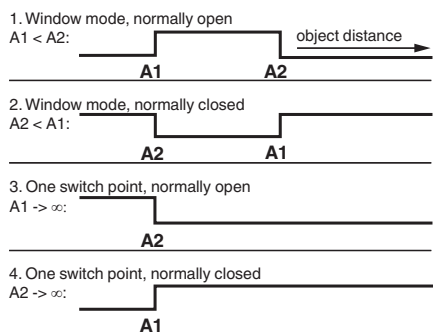 1. Window mode, normally open
A1 < A2:
object distance
A1 A2
2. Window mode, normally closed
A2 < A1:
A2 A1
3. One switch point, normally open
A1 -> ∞:
A2
4. One switch point, normally closed
A2 -> ∞:
A1